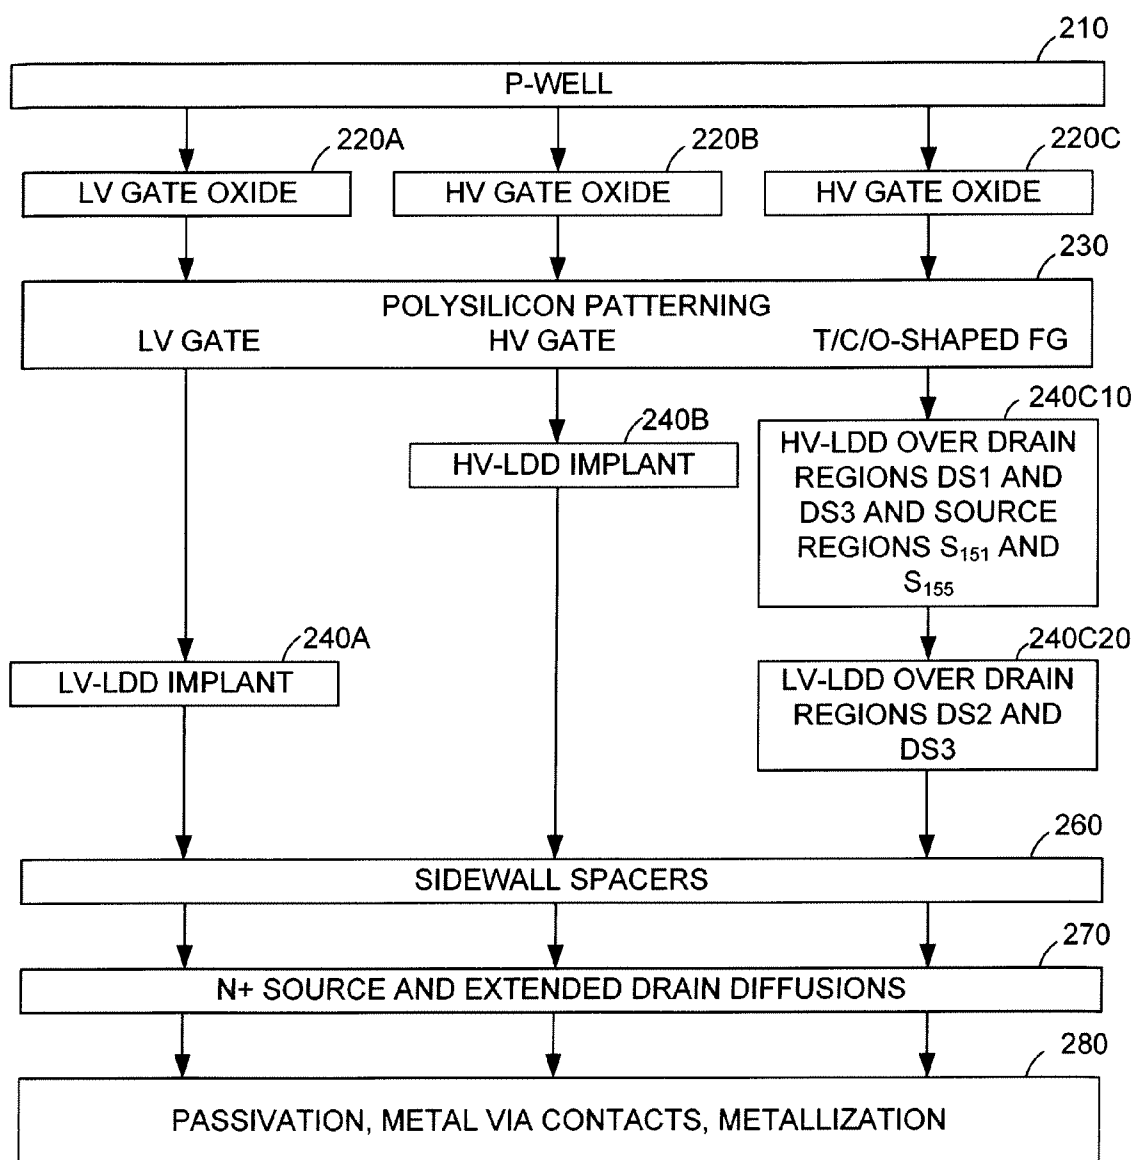 210
P-WELL
220A
220B
220C
LV GATE OXIDE
HV GATE OXIDE
HV GATE OXIDE
230
POLYSILICON PATTERNING
LV GATE
HV GATE
T/C/O-SHAPED FG
240C10
240B
HV-LDD OVER DRAIN
REGIONS DS1 AND
DS3 AND SOURCE
REGIONS S151 AND
S155
HV-LDD IMPLANT
240A
240C20
LV-LDD IMPLANT
LV-LDD OVER DRAIN
REGIONS DS2 AND
DS3
260
SIDEWALL SPACERS
270
N+ SOURCE AND EXTENDED DRAIN DIFFUSIONS
280
PASSIVATION, METAL VIA CONTACTS, METALLIZATION